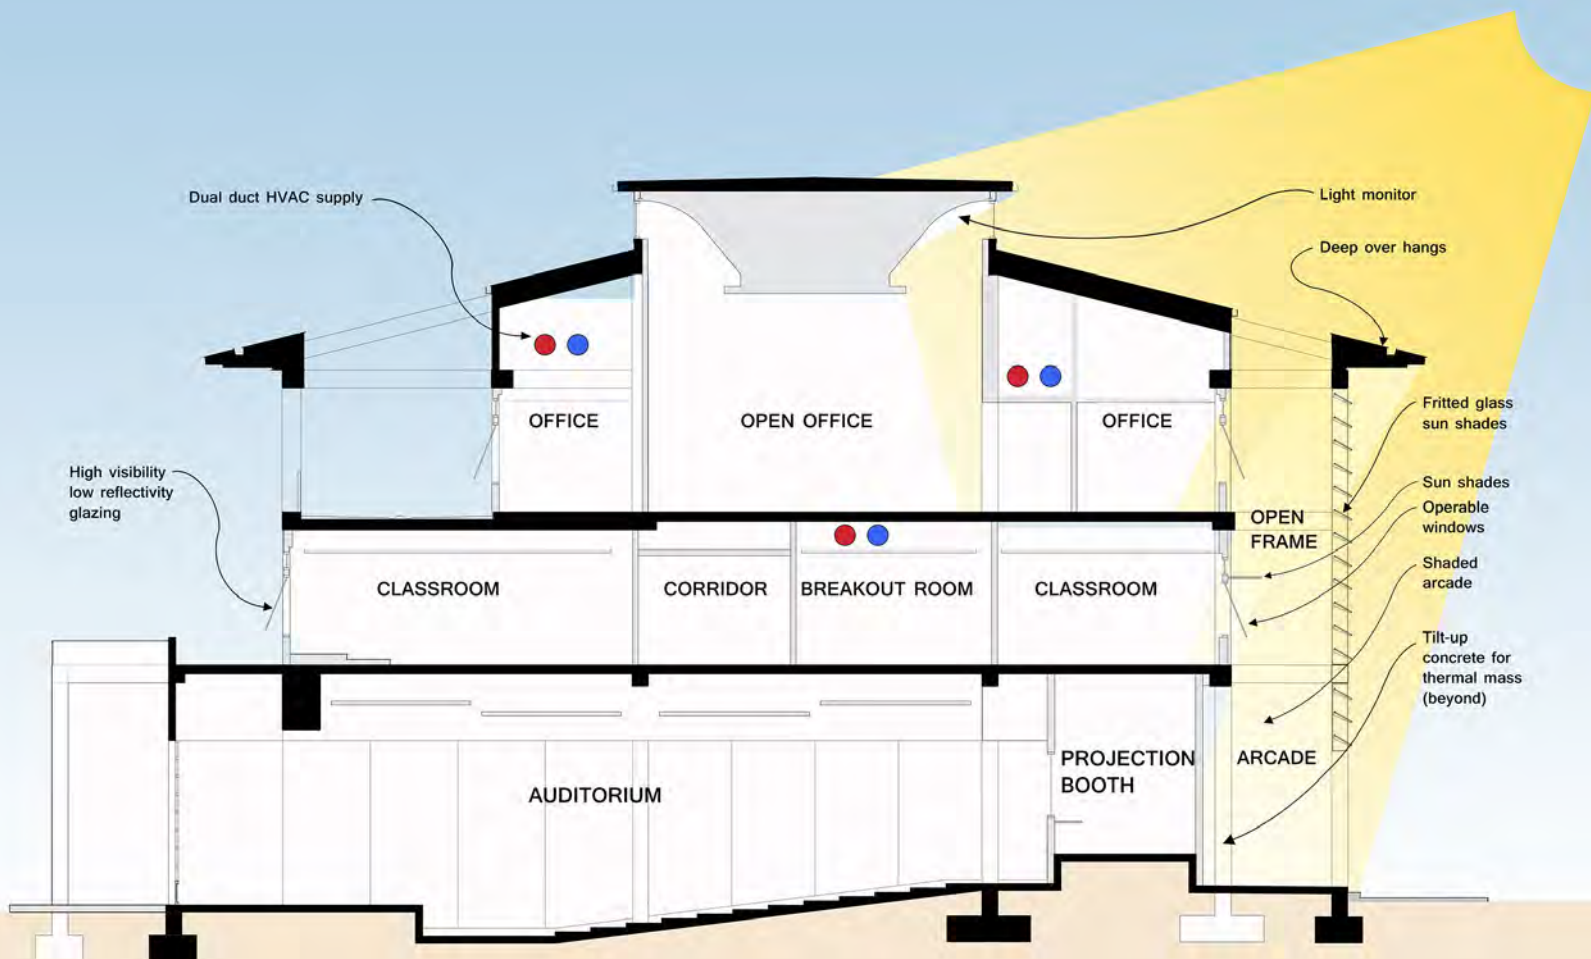 Dual duct HVAC supply
Light monitor
Deep over hangs
Fritted glass
sun shades
OFFICE
OPEN OFFICE
OFFICE
High visibility
low reflectivity
glazing
Sun shades
Operable
windows
OPEN
FRAME
Shaded
arcade
CLASSROOM
CORRIDOR
BREAKOUT ROOM
CLASSROOM
Tilt-up
concrete for
thermal mass
(beyond)
PROJECTION
BOOTH
ARCADE
AUDITORIUM